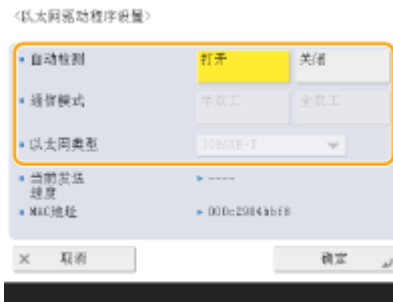 <以太网驱动程序设置>
自动检测 打开 关闭
通信模式 半双工 全双工
以太网类型 10BASE-T
当前发送
速度 ----
MAC地址
× 取消 确定